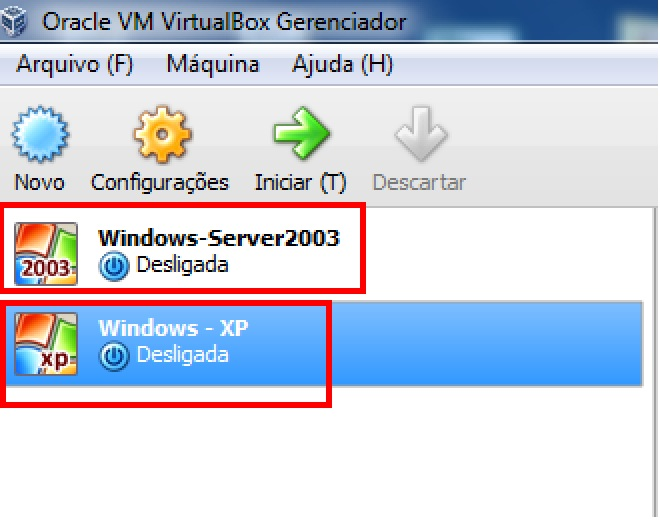 Oracle VM VirtualBox Gerenciador
Arquivo (F) Máquina Ajuda (H)
Novo Configurações Iniciar (T) Descartar
2003
Windows-Server2003
Desligada
xp
Windows - XP
Desligada